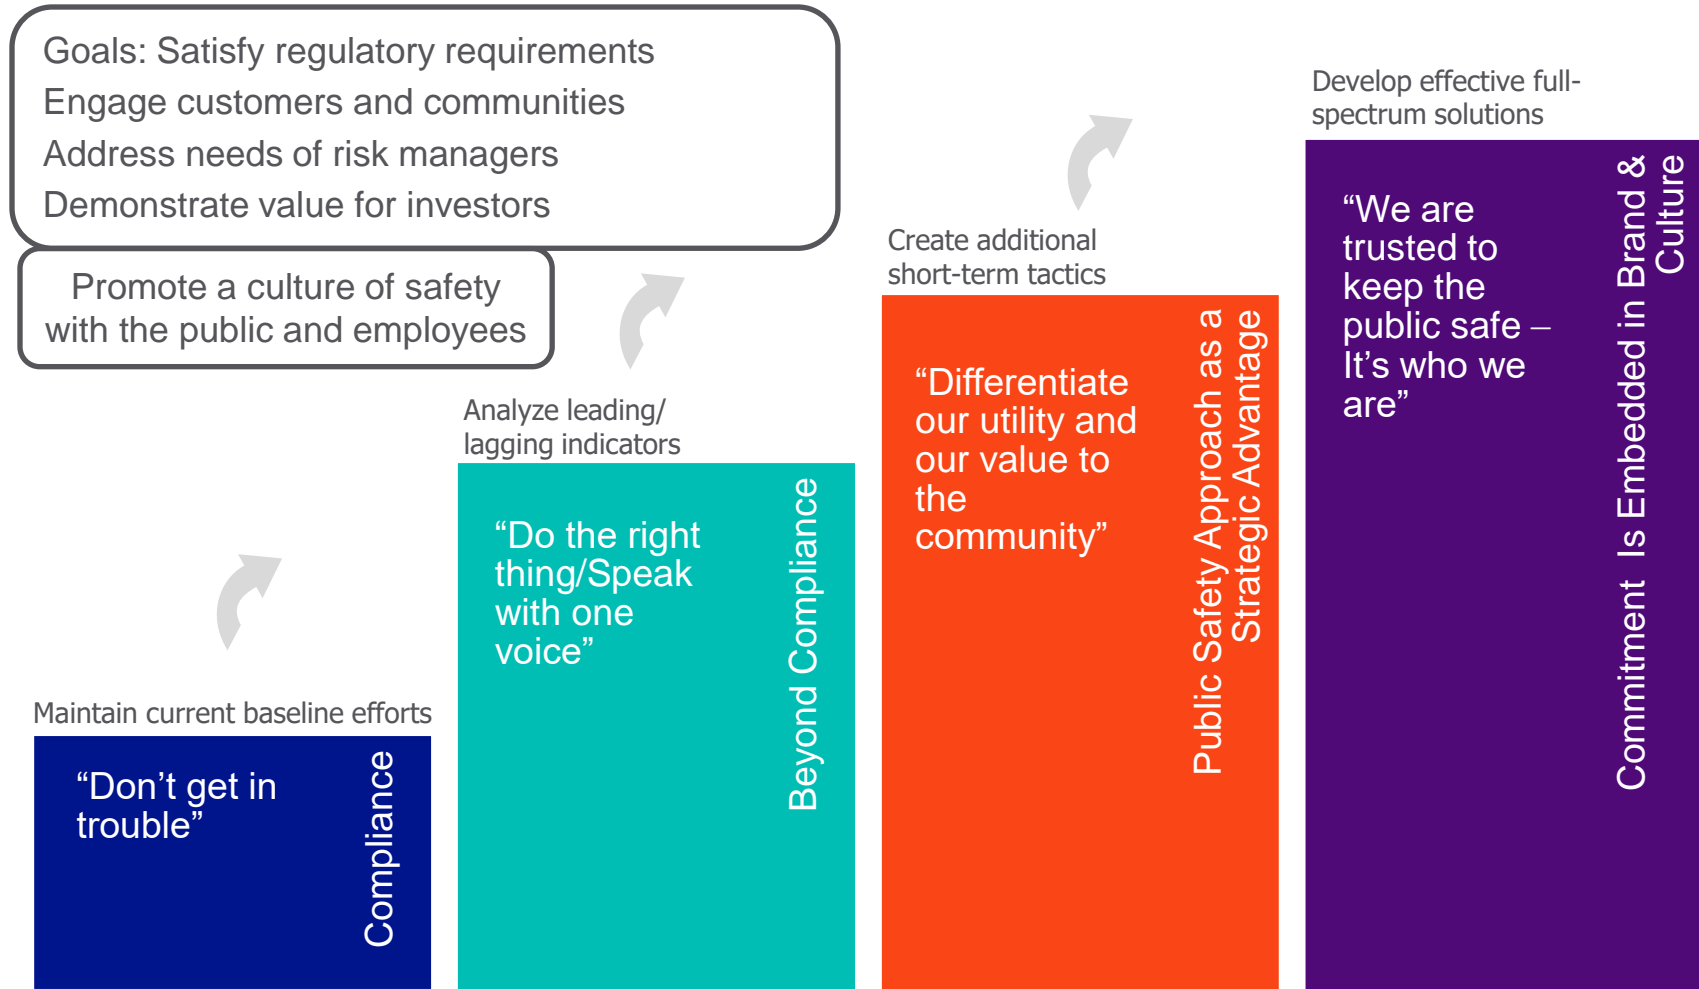 Goals: Satisfy regulatory requirements
Engage customers and communities
Address needs of risk managers
Demonstrate value for investors
Promote a culture of safety
with the public and employees
Maintain current baseline efforts
“Don’t get in
trouble”
Compliance
Analyze leading/
lagging indicators
“Do the right
thing/Speak
with one
voice”
Beyond Compliance
Create additional
short-term tactics
“Differentiate
our utility and
our value to
the
community”
Public Safety Approach as a
Strategic Advantage
Develop effective full-
spectrum solutions
“We are
trusted to
keep the
public safe –
It’s who we
are”
Commitment Is Embedded in Brand &
Culture